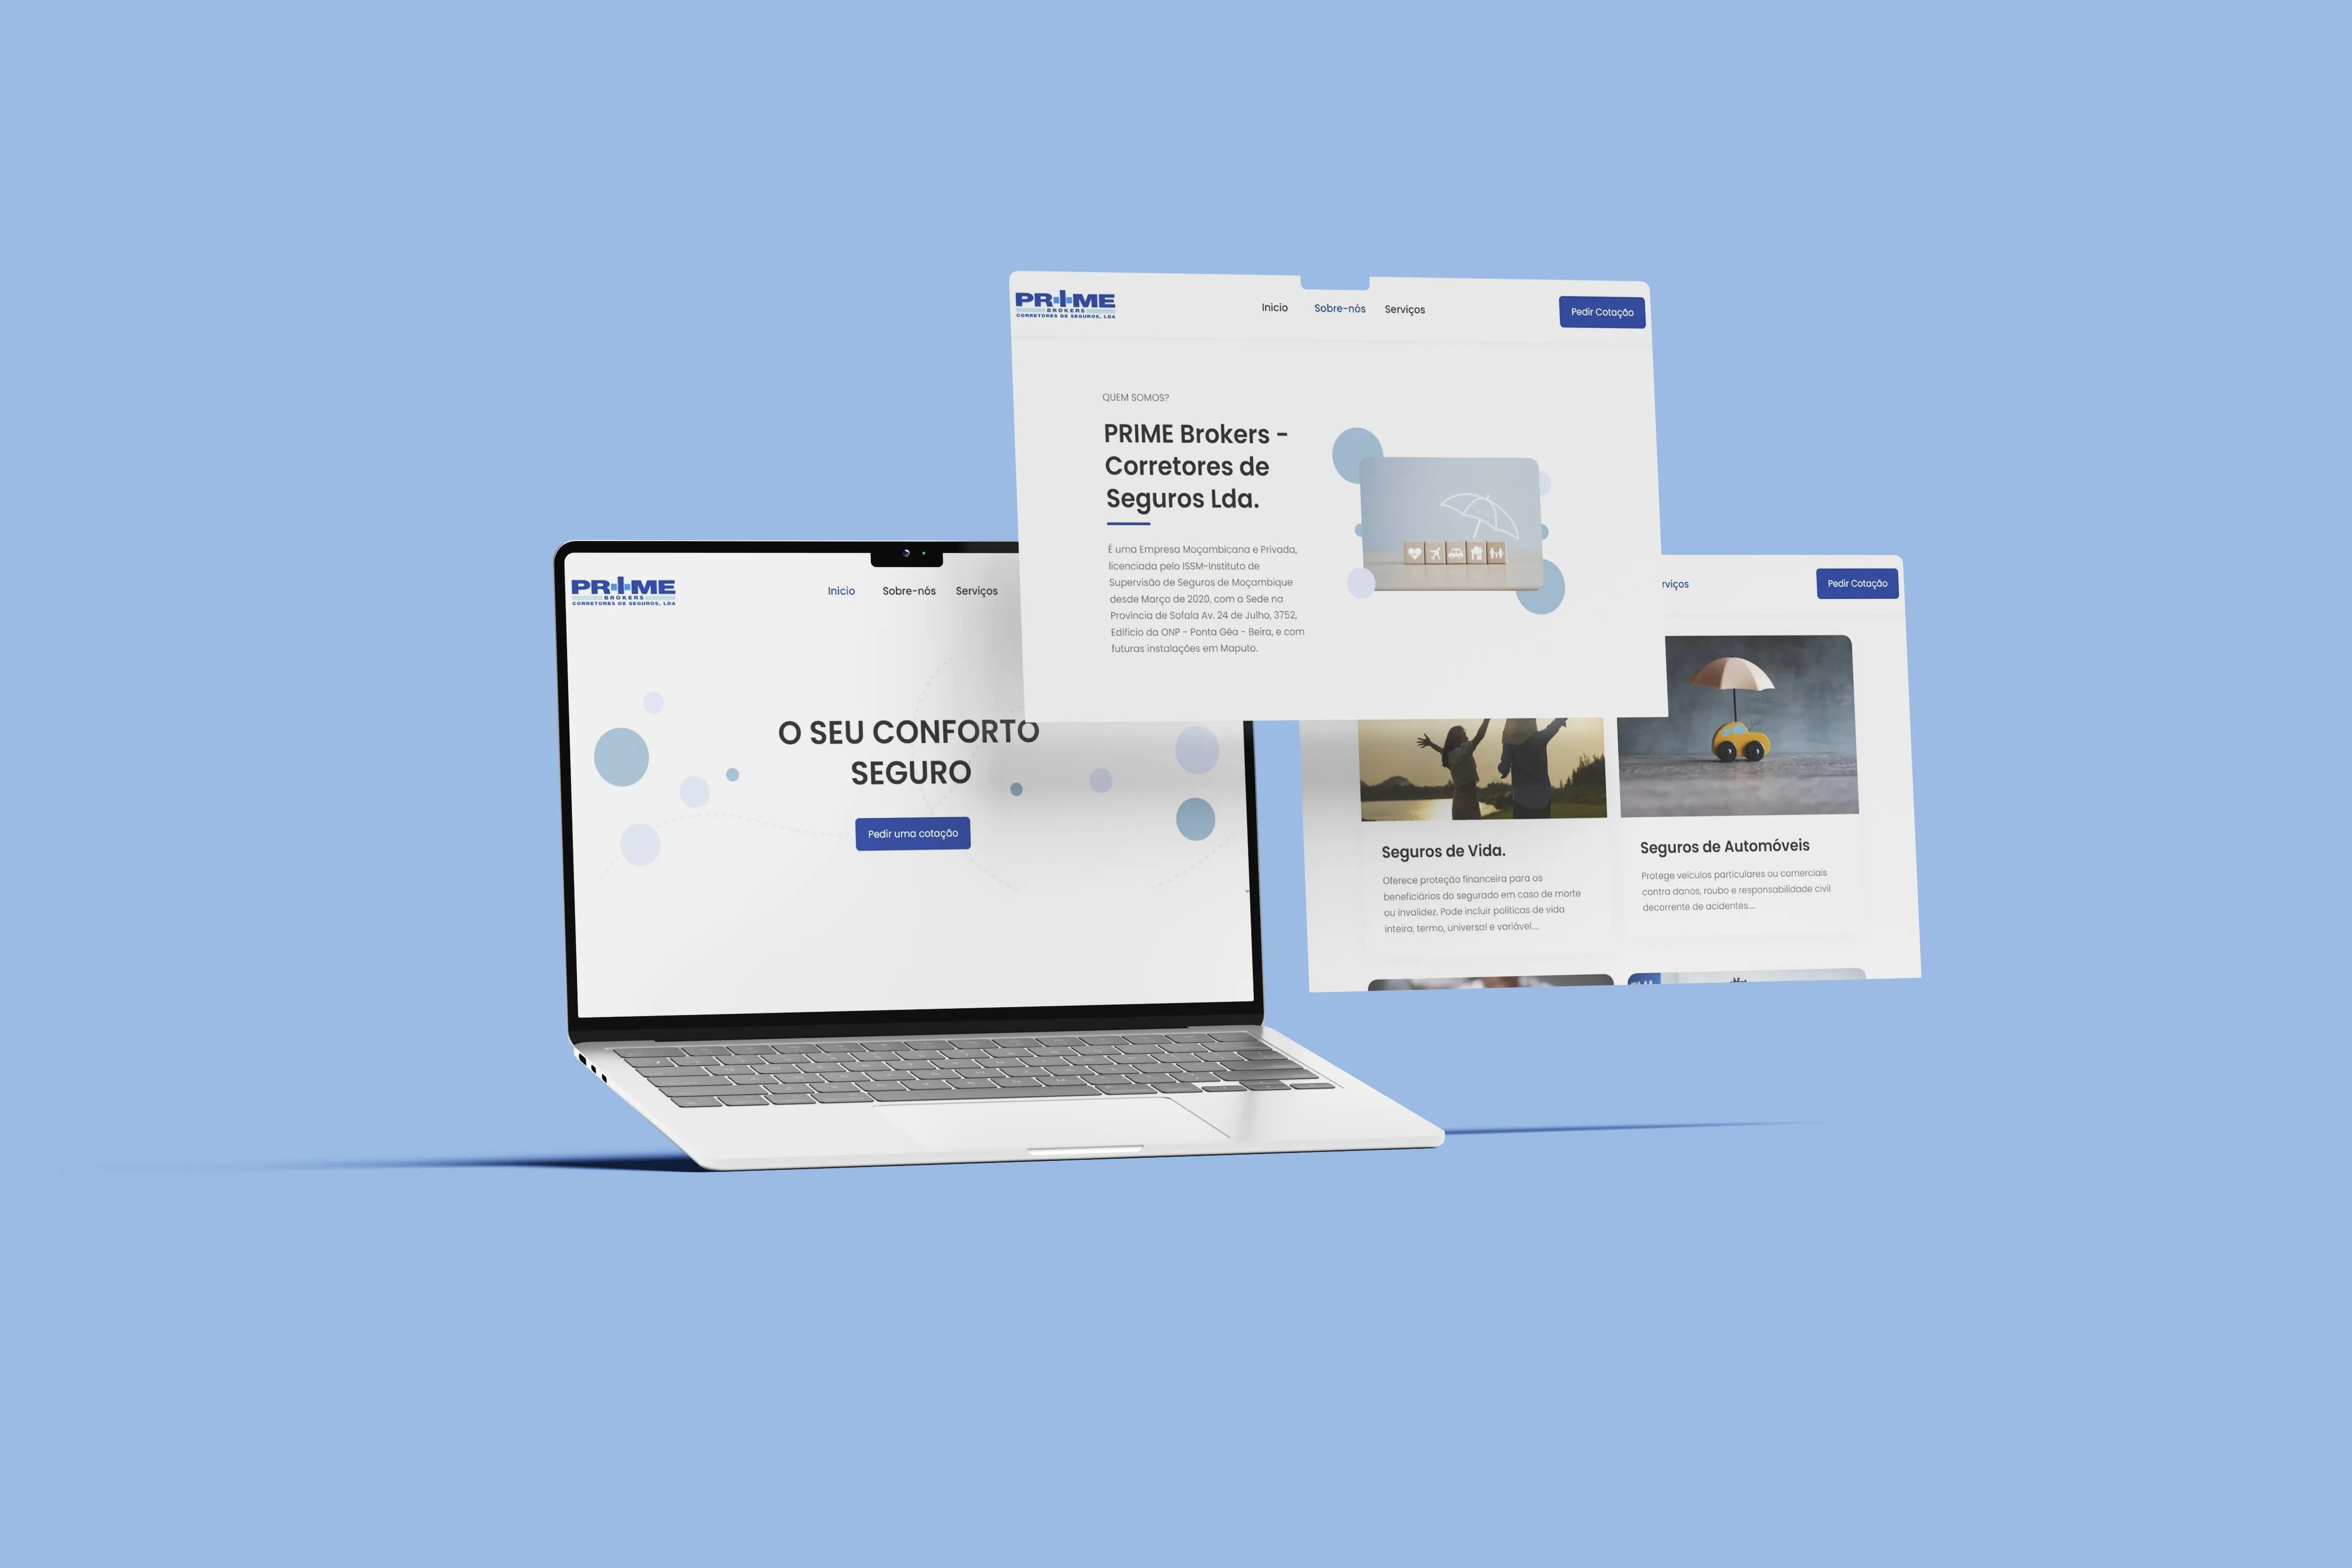 PRIME
BROKERS
CORRETORES DE SEGUROS, LDA
Inicio
Sobre-nós
Serviços
Pedir Cotação
QUEM SOMOS?
PRIME Brokers -
Corretores de
Seguros Lda.
É uma Empresa Moçambicana e Privada,
licenciada pelo ISSM-Instituto de
Supervisão de Seguros de Moçambique
desde Março de 2020, com a Sede na
Província de Sofala Av. 24 de Julho, 3752,
Edifício da ONP - Ponta Gêa - Beira, e com
futuras instalações em Maputo.
PRIME
BROKERS
CORRETORES DE SEGUROS, LDA
Inicio
Sobre-nós
Serviços
O SEU CONFORTO
SEGURO
Pedir uma cotação
rviços
Pedir Cotação
Seguros de Vida.
Oferece proteção financeira para os
beneficiários do segurado em caso de morte
ou invalidez. Pode incluir políticas de vida
inteira, termo, universal e variável...
Seguros de Automóveis
Protege veículos particulares ou comerciais
contra danos, roubo e responsabilidade civil
decorrente de acidentes...